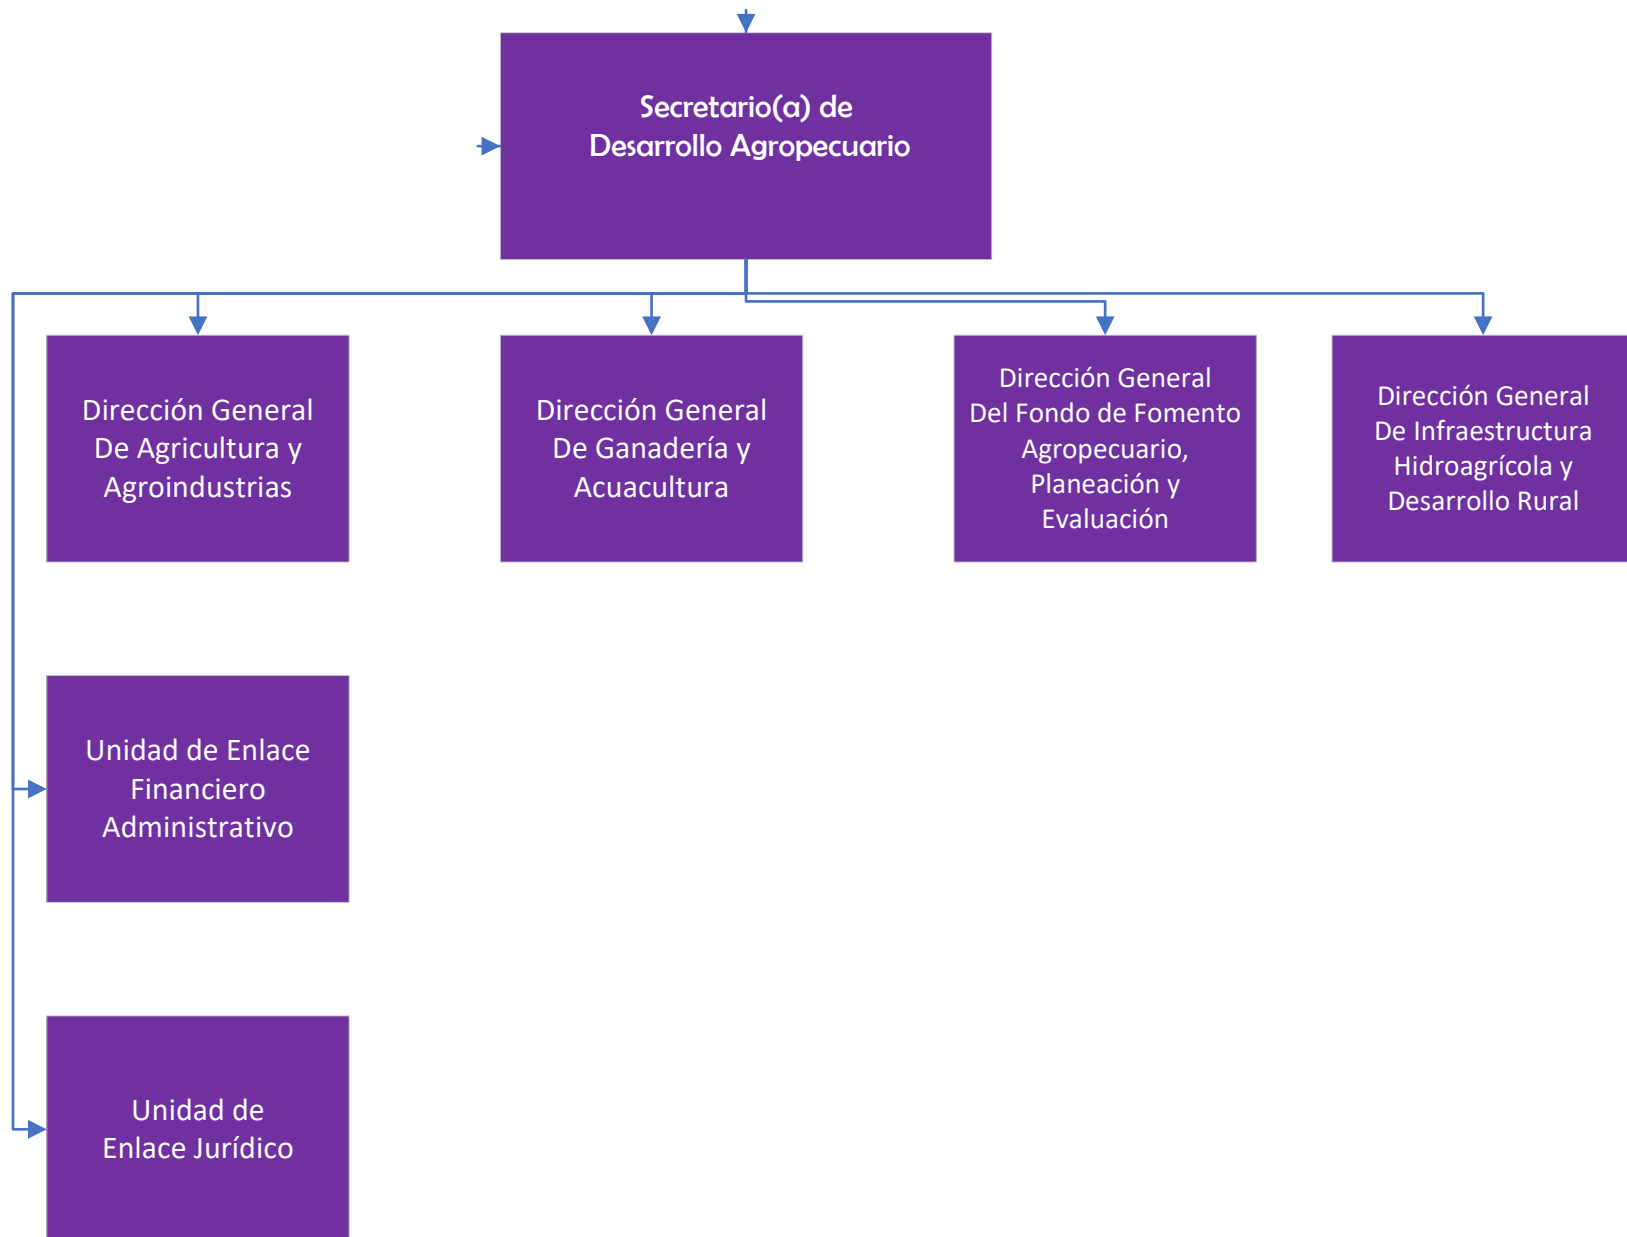 Secretario(a) de
Desarrollo Agropecuario
Dirección General
De Agricultura y
Agroindustrias
Dirección General
De Ganadería y
Acuacultura
Dirección General
Del Fondo de Fomento
Agropecuario,
Planeación y
Evaluación
Dirección General
De Infraestructura
Hidroagrícola y
Desarrollo Rural
Unidad de Enlace
Financiero
Administrativo
Unidad de
Enlace Jurídico